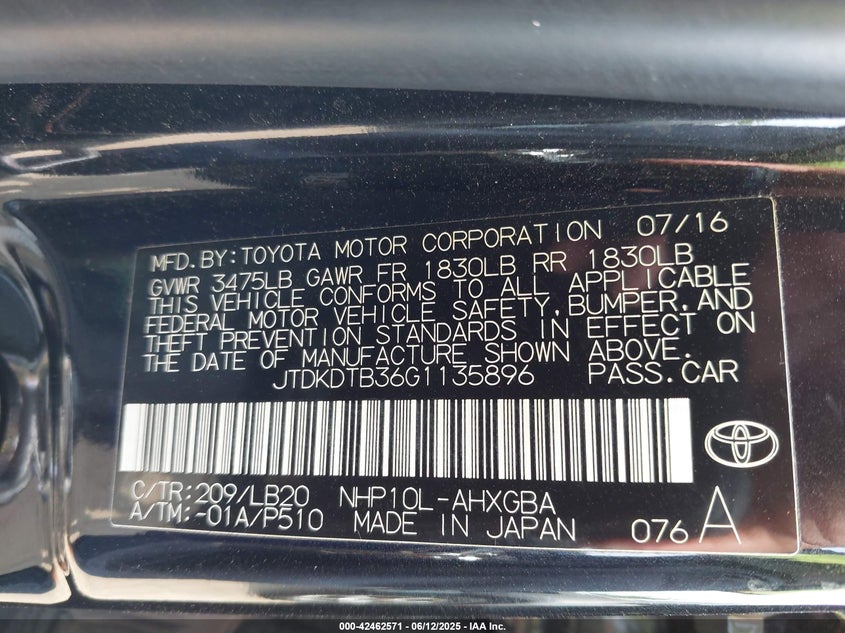 MFD.BY:TOYOTA MOTOR CORPORATION 07/16
GVWR 3475LB GAWR FR 1830LB RR 1830LB
THIS VEHICLE CONFORMS TO ALL APPLICABLE
FEDERAL MOTOR VEHICLE SAFETY,BUMPER,AND
THEFT PREVENTION STANDARDS IN EFFECT ON
THE DATE OF MANUFACTURE SHOWN ABOVE.
JTDKDTB36G1135896 PASS.CAR
C/TR:209/LB20 NHP10L-AHXGBA
A/TM:-01A/P510 MADE IN JAPAN 076 A
000-42462571 / 06/12/2025 - IAA Inc.